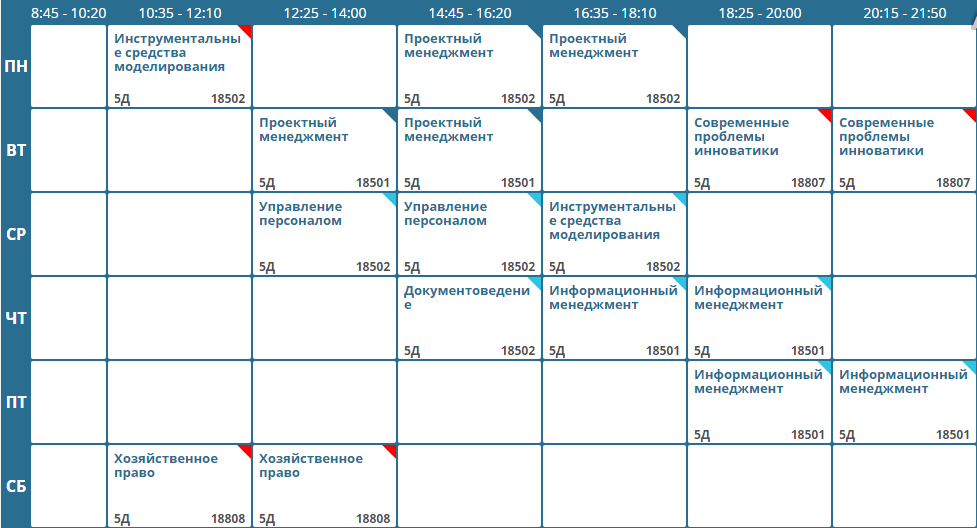 8:45 - 10:20 10:35 - 12:10 12:25 - 14:00 14:45 - 16:20 16:35 - 18:10 18:25 - 20:00 20:15 - 21:50
ПН
Инструментальны
е средства
моделирования
5Д 18502
Проектный
менеджмент
5Д 18502
Проектный
менеджмент
5Д 18502
ВТ
Проектный
менеджмент
5Д 18501
Проектный
менеджмент
5Д 18501
Современные
проблемы
инноватики
5Д 18807
Современные
проблемы
инноватики
5Д 18807
СР
Управление
персоналом
5Д 18502
Управление
персоналом
5Д 18502
Инструментальны
е средства
моделирования
5Д 18502
ЧТ
Документоведени
е
5Д 18502
Информационный
менеджмент
5Д 18501
Информационный
менеджмент
5Д 18501
ПТ
Информационный
менеджмент
5Д 18501
Информационный
менеджмент
5Д 18501
СБ
Хозяйственное
право
5Д 18808
Хозяйственное
право
5Д 18808